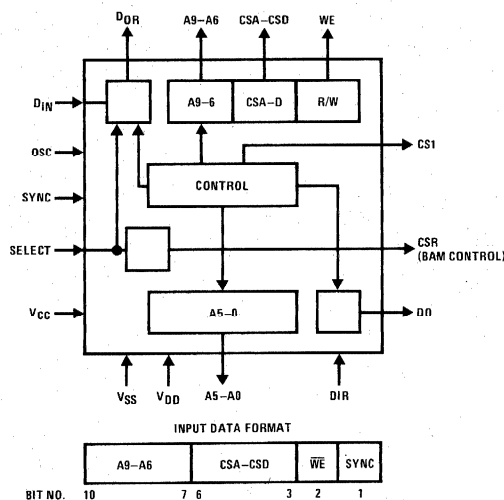 DOR A9-A6 CSA-CSD WE
DIN
A9-6 CSA-D R/W
OSC
CS1
CONTROL
SYNC
SELECT
CSR
(BAM CONTROL)
VCC
A5-0
DO
VSS VDD A5-A0 DIR
INPUT DATA FORMAT
A9-A6 CSA-CSD WE SYNC
BIT NO. 10 7 6 3 2 1